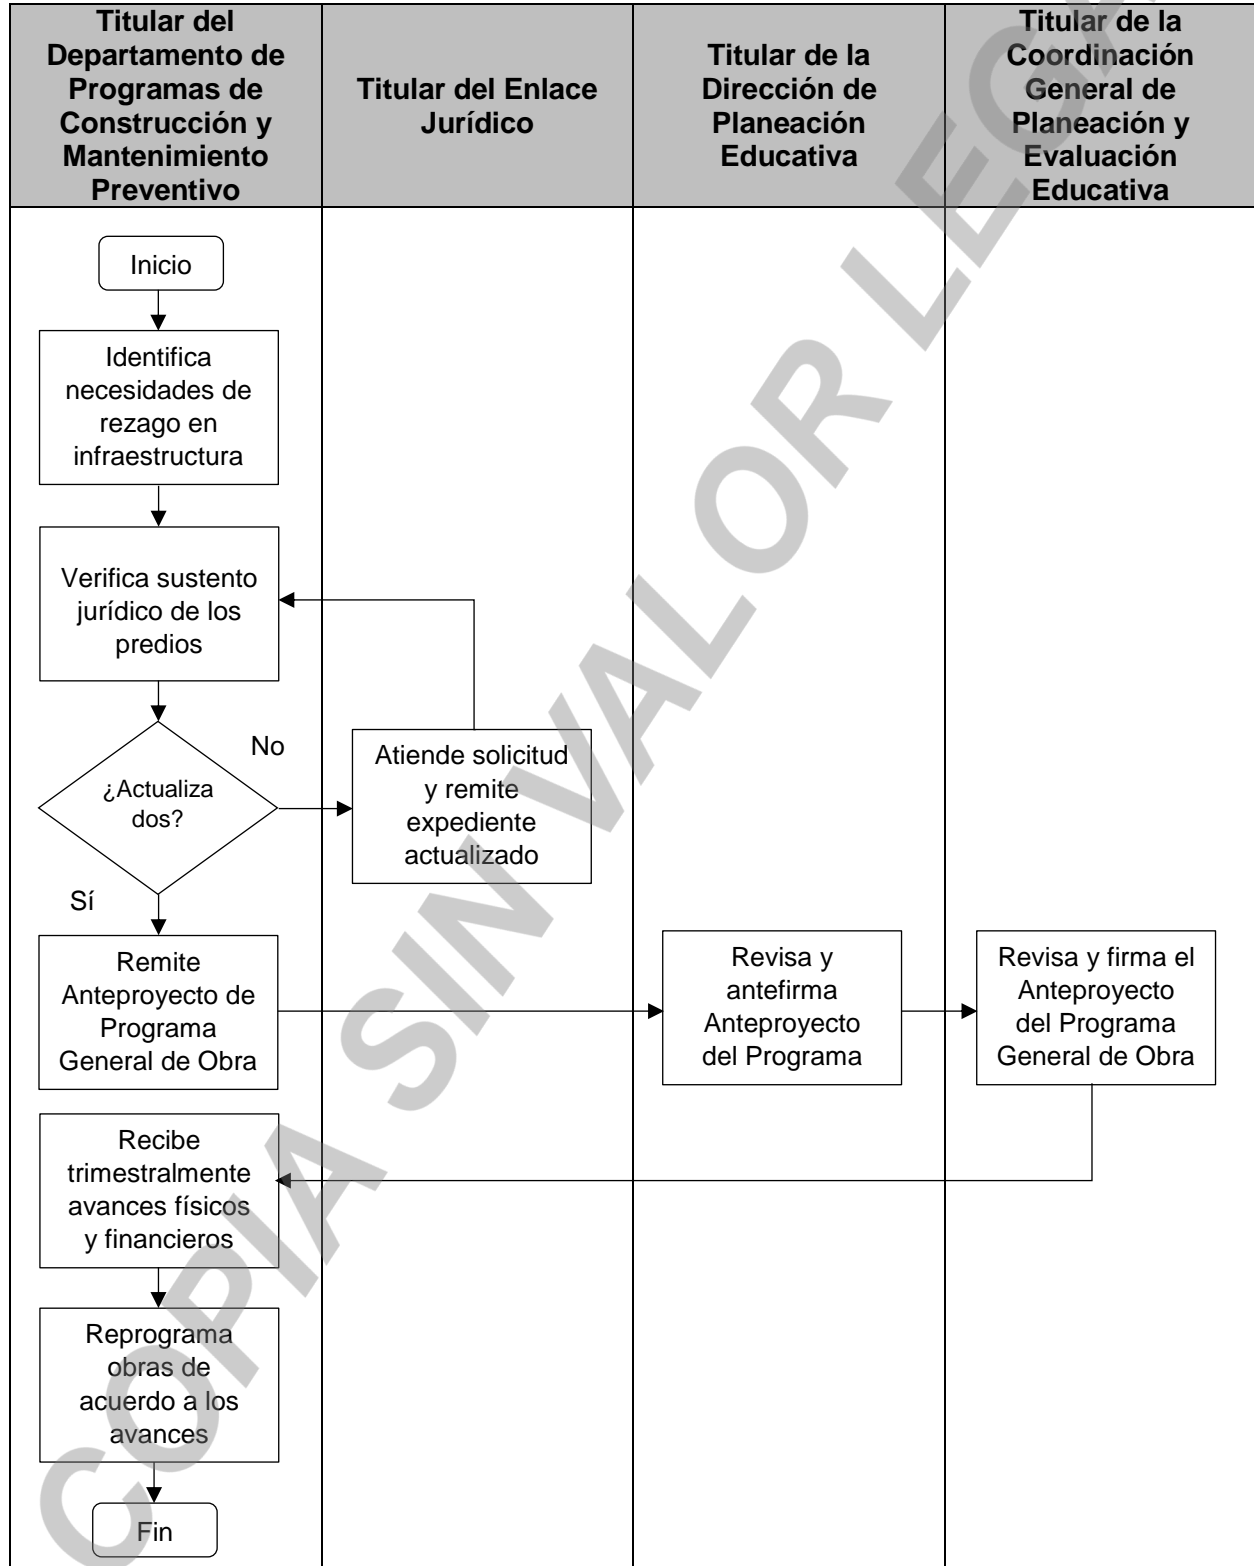 Titular del
Departamento de
Programas de
Construcción y
Mantenimiento
Preventivo
Titular del Enlace
Jurídico
Titular de la
Dirección de
Planeación
Educativa
Titular de la
Coordinación
General de
Planeación y
Evaluación
Educativa
Inicio
Identifica
necesidades de
rezago en
infraestructura
Verifica sustento
jurídico de los
predios
¿Actualiza
dos?
No
Sí
Atiende solicitud
y remite
expediente
actualizado
Remite
Anteproyecto de
Programa
General de Obra
Revisa y
antefirma
Anteproyecto
del Programa
Revisa y firma el
Anteproyecto
del Programa
General de Obra
Recibe
trimestralmente
avances físicos
y financieros
Reprograma
obras de
acuerdo a los
avances
Fin
COPIA SIN VALOR LEGA